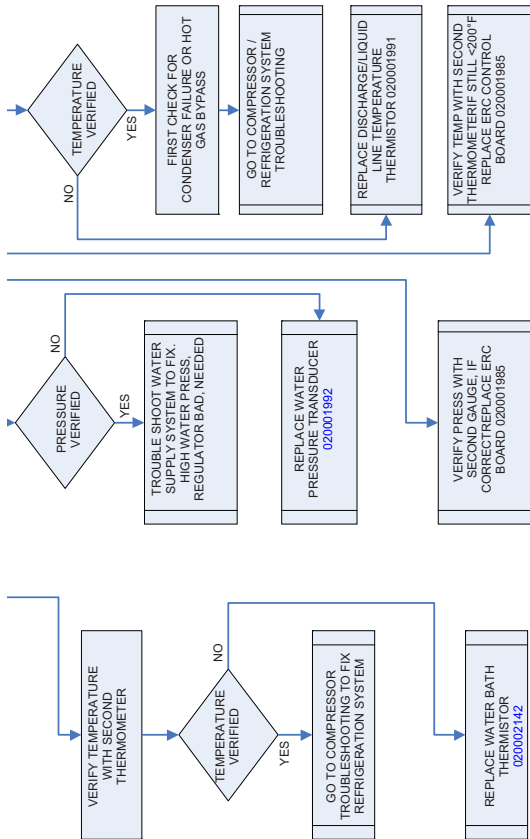 VERIFY TEMPERATURE
WITH SECOND
THERMOMETER
TEMPERATURE
VERIFIED
NO
YES
GO TO COMPRESSOR
TROUBLESHOOTING TO FIX
REFRIGERATION SYSTEM
REPLACE WATER BATH
THERMISTOR
020002142
PRESSURE
VERIFIED
NO
YES
TROUBLE SHOOT WATER
SUPPLY SYSTEM TO FIX.
HIGH WATER PRESS,
REGULATOR BAD, NEEDED
REPLACE WATER
PRESSURE TRANSDUCER
020001992
VERIFY PRESS WITH
SECOND GAUGE, IF
CORRECTREPLACE ERC
BOARD 020001985
TEMPERATURE
VERIFIED
NO
YES
FIRST CHECK FOR
CONDENSER FAILURE OR HOT
GAS BYPASS
GO TO COMPRESSOR /
REFRIGERATION SYSTEM
TROUBLESHOOTING
REPLACE DISCHARGE/LIQUID
LINE TEMPERATURE
THERMISTOR 020001991
VERIFY TEMP WITH SECOND
THERMOMETERIF STILL <200°F
REPLACE ERC CONTROL
BOARD 020001985